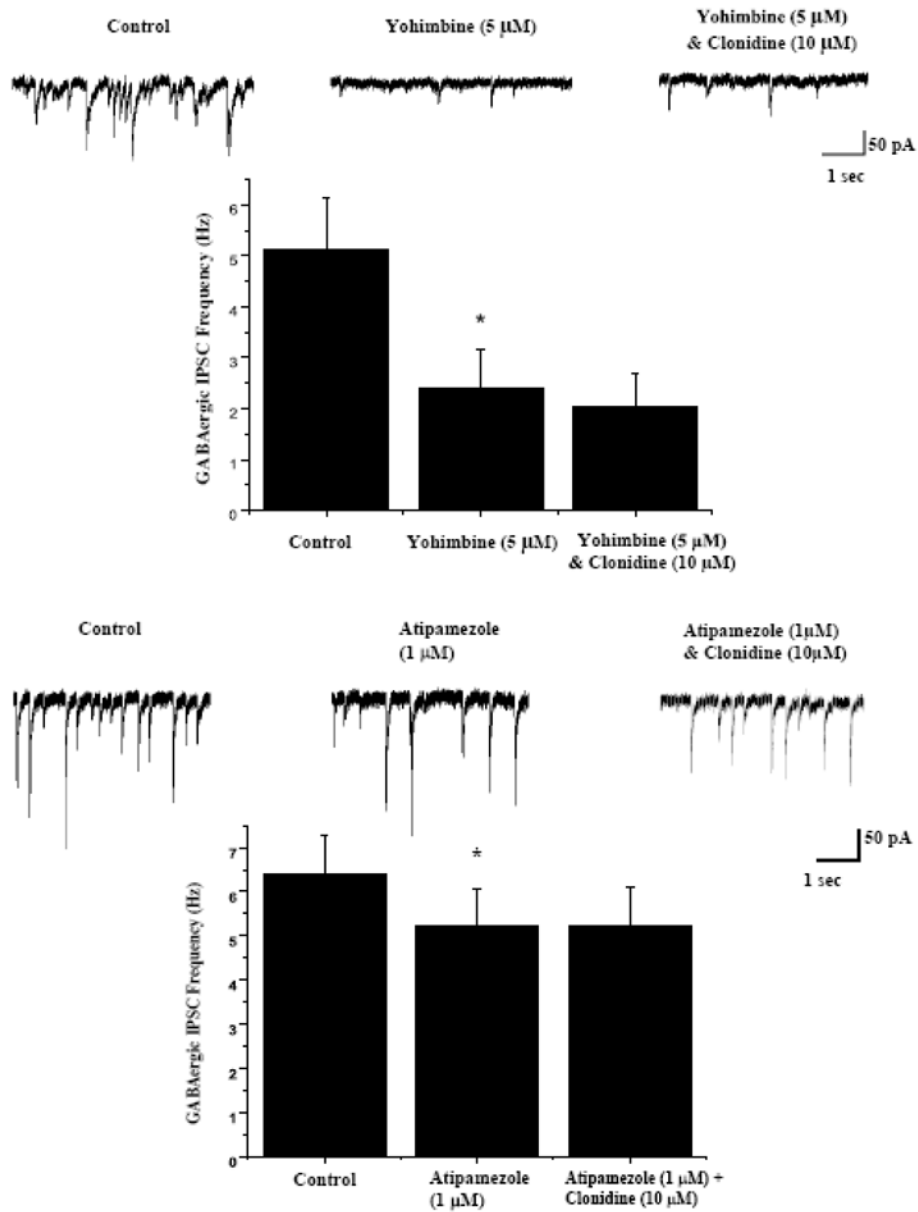 Control
Yohimbine (5 μM)
Yohimbine (5 μM)
& Clonidine (10 μM)
50 pA
1 sec
GABAergic IPSC Frequency (Hz)
6
5
4
3
2
1
0
*
Control
Yohimbine (5 μM)
Yohimbine (5 μM)
& Clonidine (10 μM)
Control
Atipamezole
(1 μM)
Atipamezole (1μM)
& Clonidine (10μM)
50 pA
1 sec
GABAergic IPSC Frequency (Hz)
7
6
5
4
3
2
1
0
*
Control
Atipamezole
(1 μM)
Atipamezole (1 μM) +
Clonidine (10 μM)